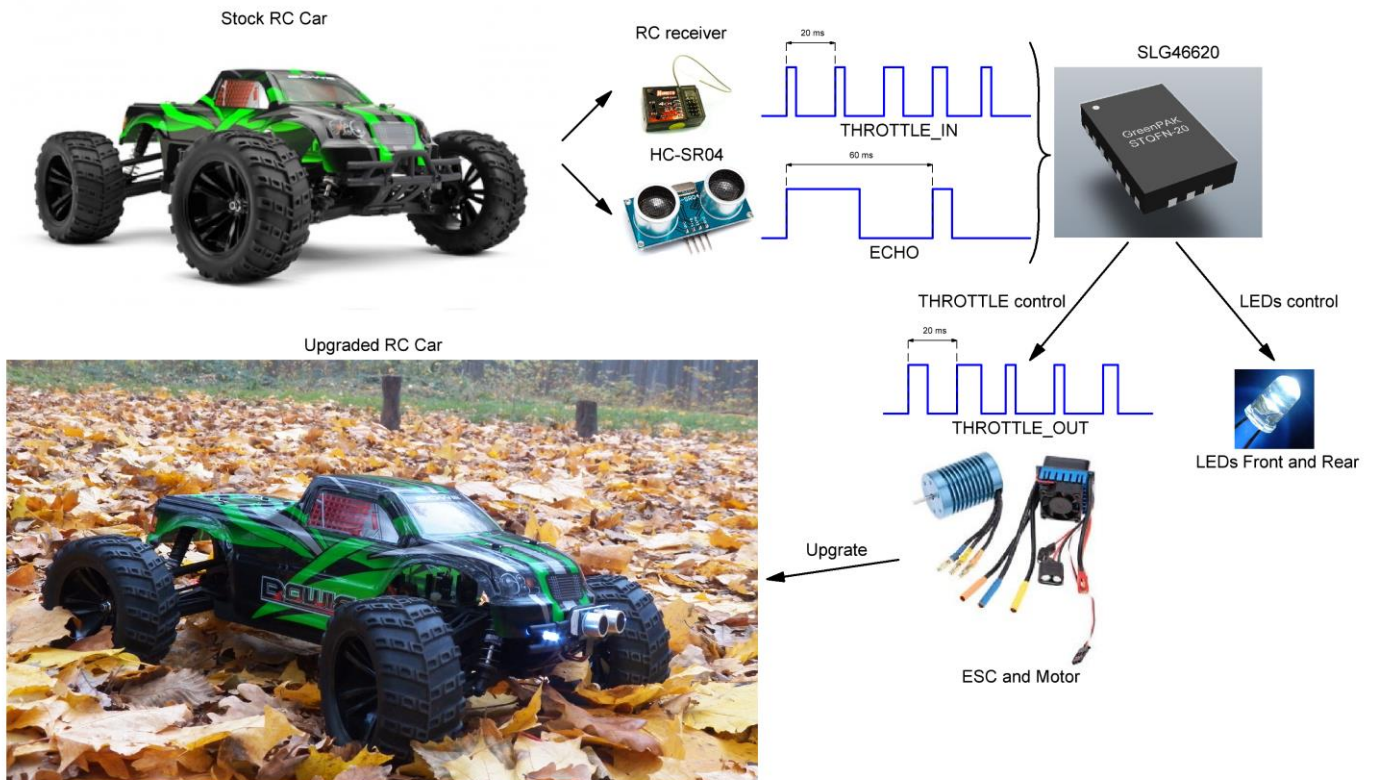 Stock RC Car
RC receiver
20 ms
THROTTLE_IN
HC-SR04
60 ms
ECHO
SLG46620
GreenPAK
STQFN-20
THROTTLE control
LEDs control
20 ms
THROTTLE_OUT
LEDs Front and Rear
Upgraded RC Car
Upgrate
ESC and Motor